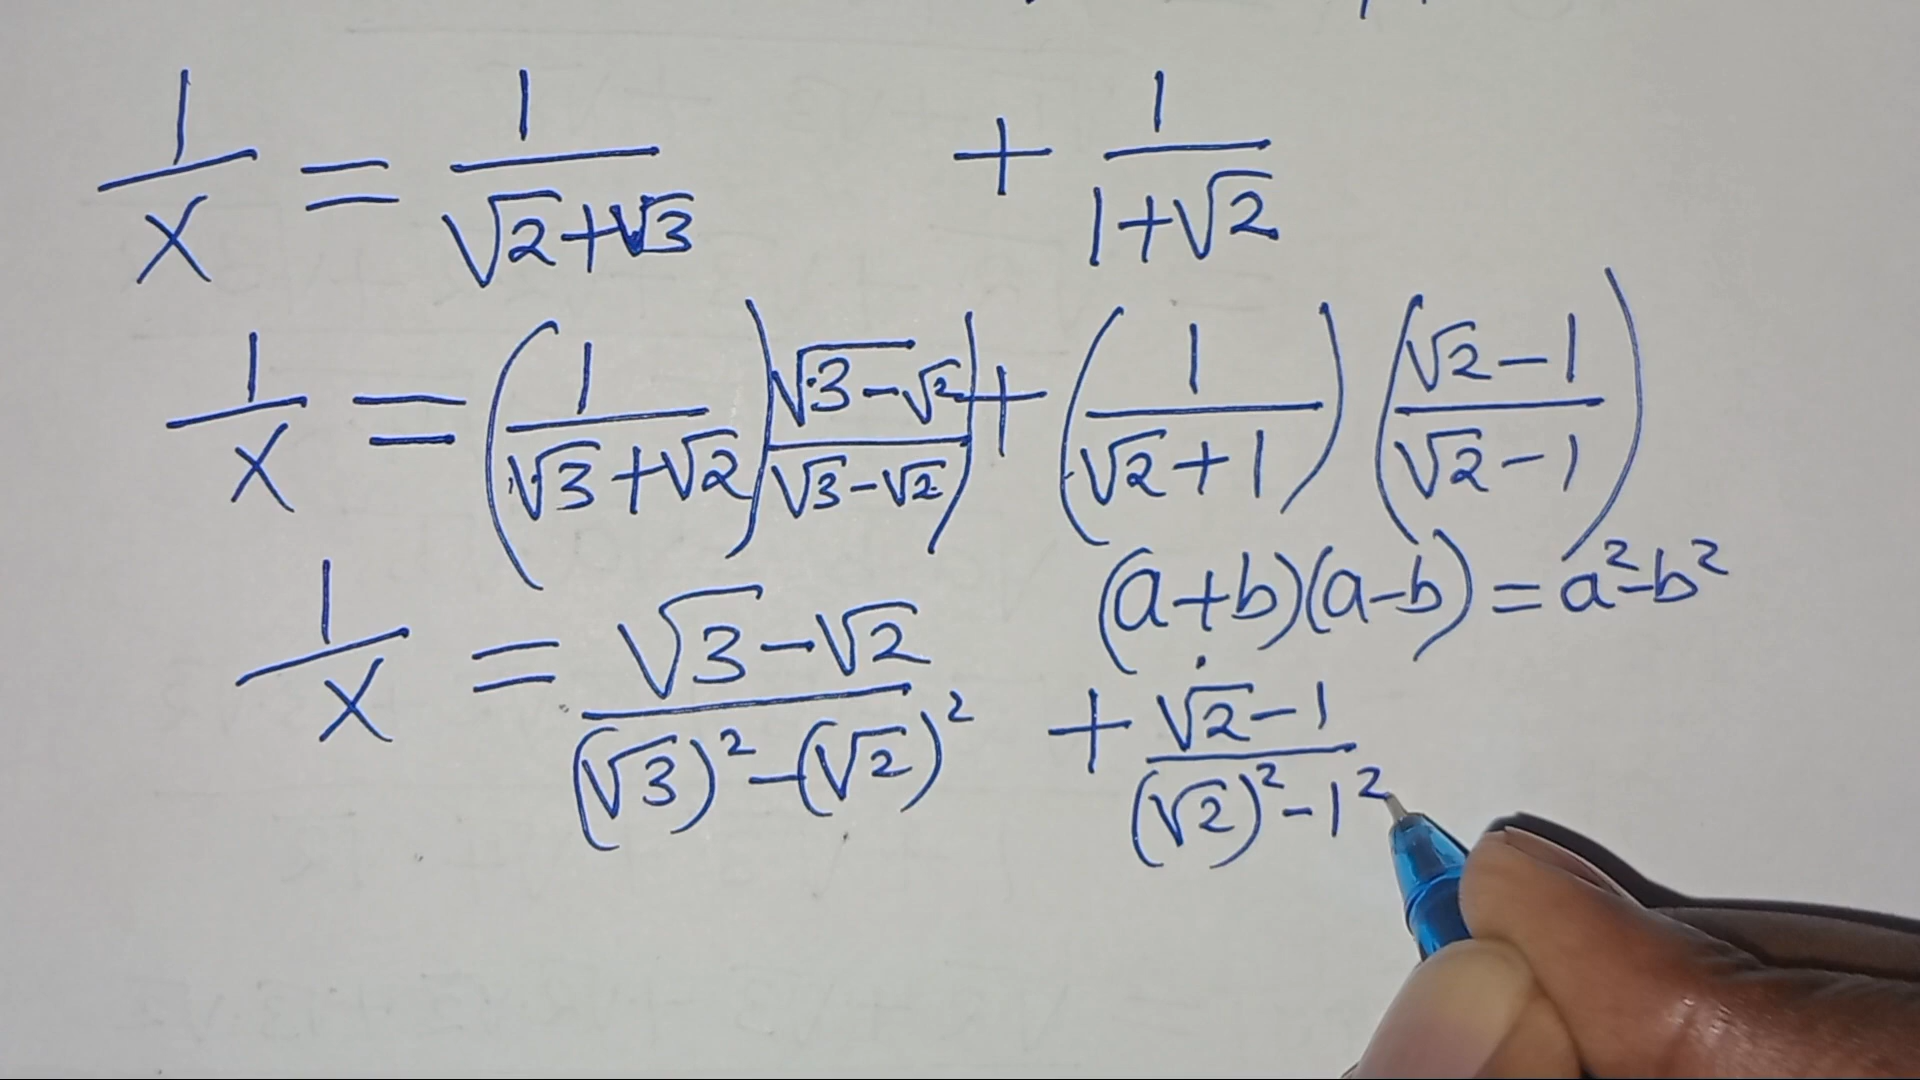 1/x = 1/(√2+√3) + 1/(1+√2)
1/x = (1/(√3+√2))((√3-√2)/(√3-√2)) + (1/(√2+1))((√2-1)/(√2-1))
(a+b)(a-b) = a²-b²
1/x = (√3-√2)/((√3)²-(√2)²) + (√2-1)/((√2)²-1²)